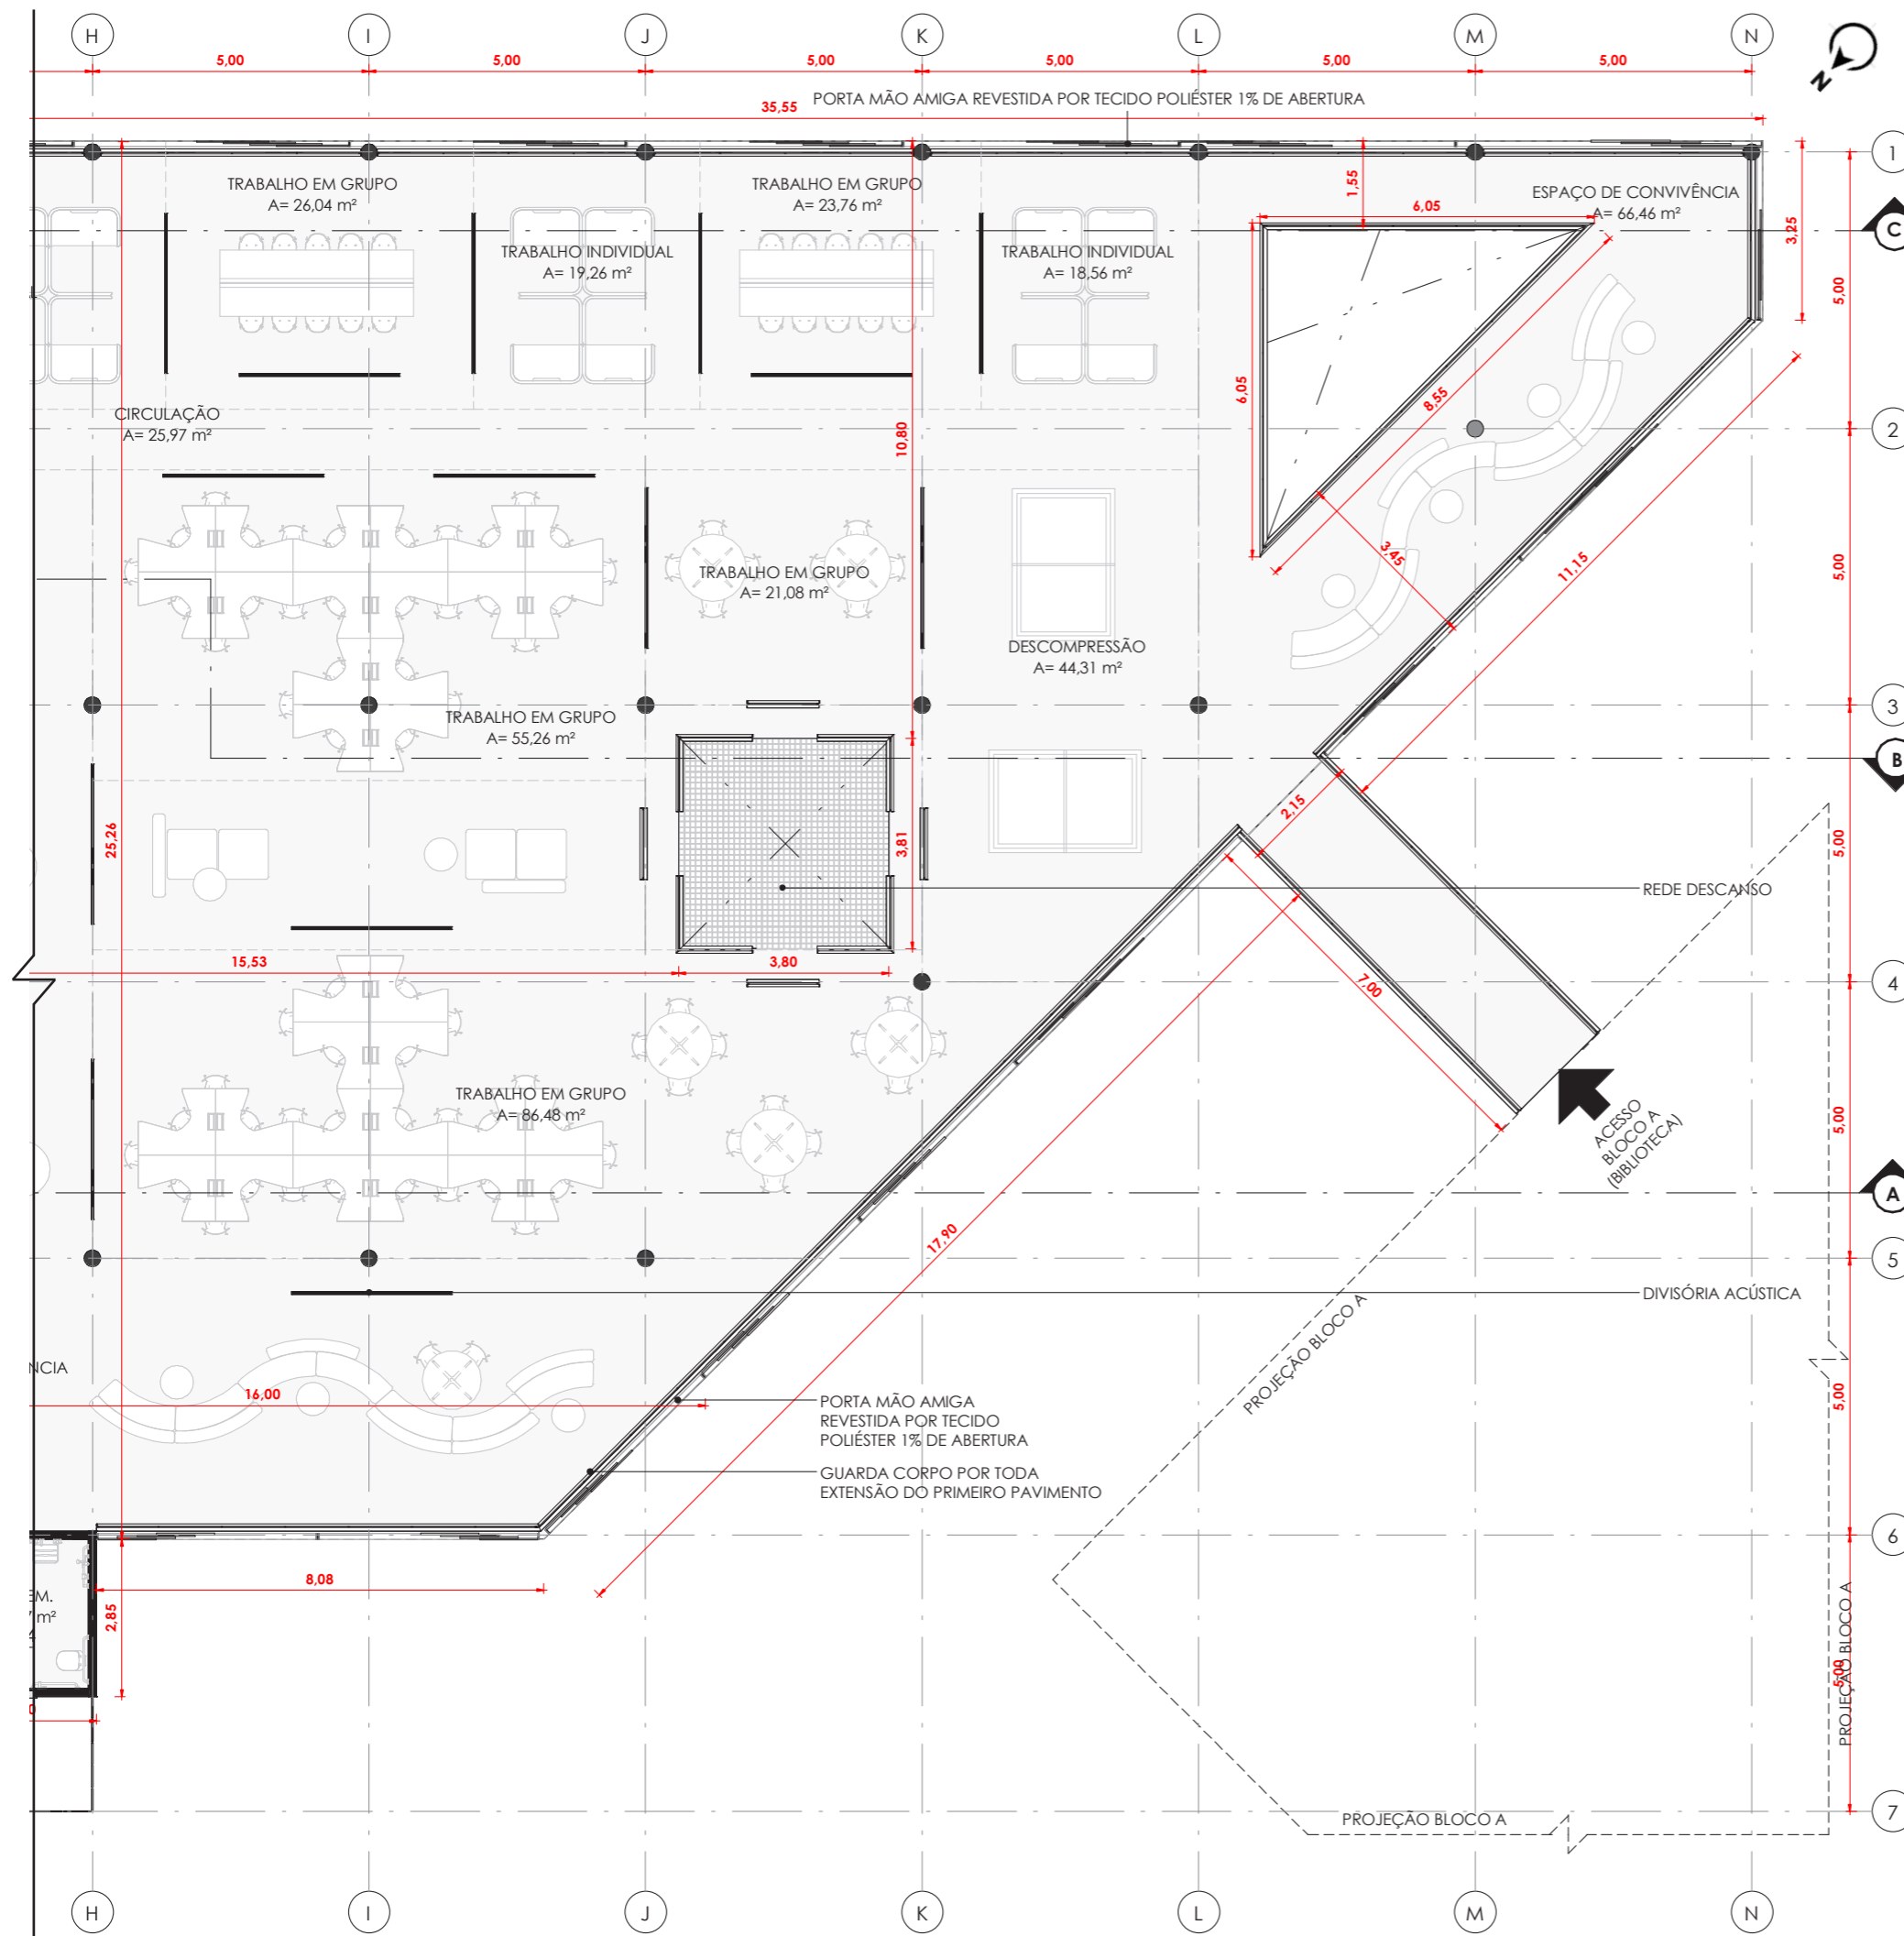 H I J K L M N
5,00 5,00 5,00 5,00 5,00 5,00
N
35,55
PORTA MÃO AMIGA REVESTIDA POR TECIDO POLIÉSTER 1% DE ABERTURA
1
TRABALHO EM GRUPO
A= 26,04 m²
TRABALHO EM GRUPO
A= 23,76 m²
1,55
6,05
ESPAÇO DE CONVIVÊNCIA
A= 66,46 m²
3,25
C
TRABALHO INDIVIDUAL
A= 19,26 m²
TRABALHO INDIVIDUAL
A= 18,56 m²
5,00
6,05
8,55
CIRCULAÇÃO
A= 25,97 m²
10,80
2
3,45
11,15
5,00
TRABALHO EM GRUPO
A= 21,08 m²
DESCOMPRESSÃO
A= 44,31 m²
3
TRABALHO EM GRUPO
A= 55,26 m²
B
25,26
3,81
2,15
5,00
REDE DESCANSO
15,53
3,80
7,00
4
TRABALHO EM GRUPO
A= 86,48 m²
ACESSO
BLOCO A
(BIBLIOTECA)
5,00
A
17,90
5
DIVISÓRIA ACÚSTICA
PROJEÇÃO BLOCO A
NCIA
16,00
5,00
PORTA MÃO AMIGA
REVESTIDA POR TECIDO
POLIÉSTER 1% DE ABERTURA
GUARDA CORPO POR TODA
EXTENSÃO DO PRIMEIRO PAVIMENTO
6
8,08
2,85
EM.
7 m²
5,00
PROJEÇÃO BLOCO A
PROJEÇÃO BLOCO A
7
H I J K L M N